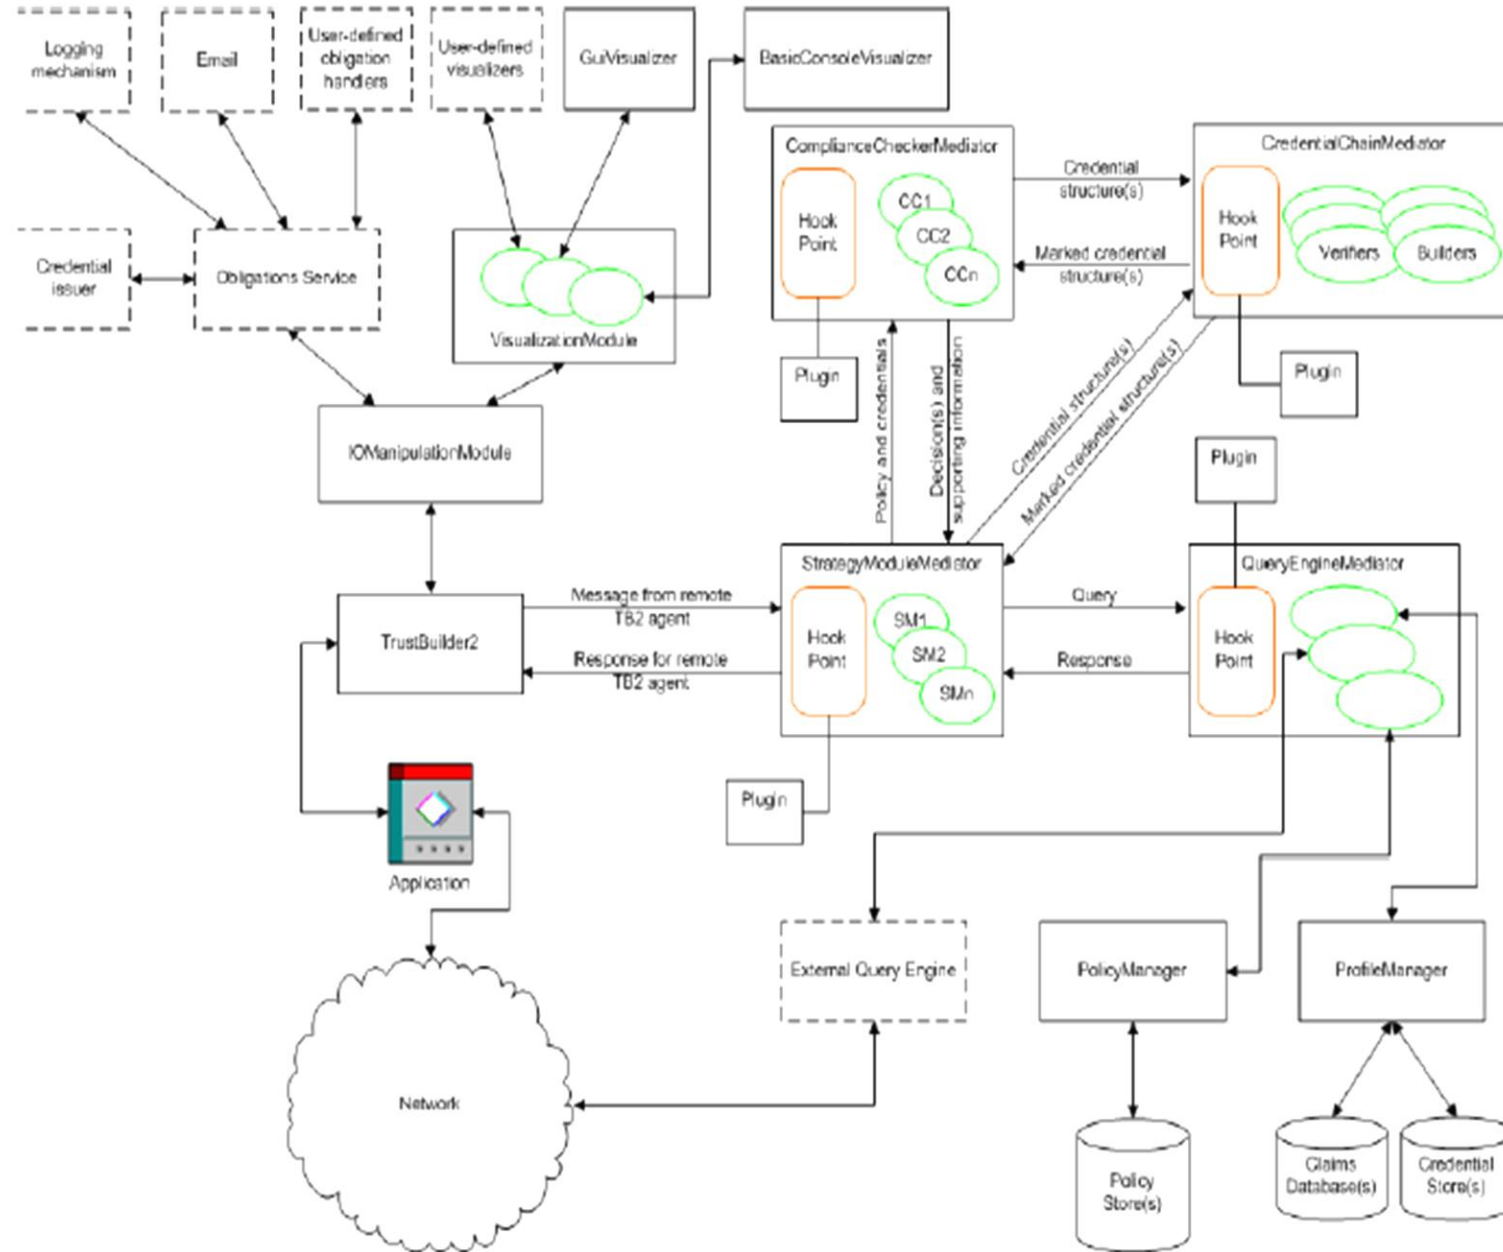 Logging
mechanism
Email
User-defined
obligation
handlers
User-defined
visualizers
GuiVisualizer
BasicConsoleVisualizer
ComplianceCheckerMediator
Hook
Point
CC1
CC2
CCn
Credential
structure(s)
Marked credential
structure(s)
CredentialChainMediator
Hook
Point
Verifiers
Builders
Credential
issuer
Obligations Service
VisualizationModule
Plugin
Plugin
Policy and credentials
Decision(s) and
supporting information
Credential structure(s)
Marked credential structure(s)
IOManipulationModule
Plugin
TrustBuilder2
Message from remote
TB2 agent
Response for remote
TB2 agent
StrategyModuleMediator
Hook
Point
SM1
SM2
SMn
Query
Response
QueryEngineMediator
Hook
Point
Plugin
Application
External Query Engine
PolicyManager
ProfileManager
Network
Policy
Store(s)
Claims
Database(s)
Credential
Store(s)